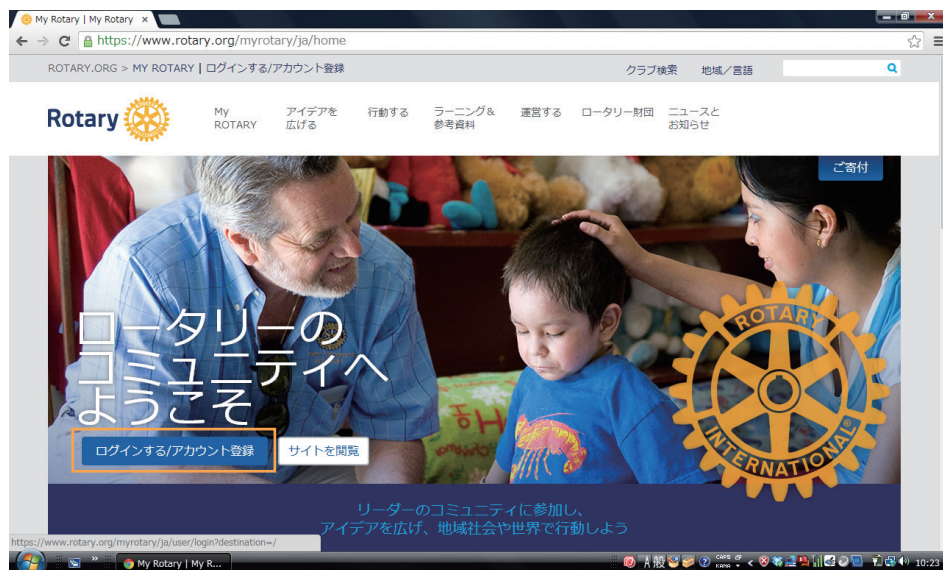 My Rotary | My Rotary
https://www.rotary.org/myrotary/ja/home
ROTARY.ORG > MY ROTARY | ログインする/アカウント登録
クラブ検索 地域/言語
Rotary
My ROTARY
アイデアを
広げる
行動する
ラーニング&
参考資料
運営する
ロータリー財団
ニュースと
お知らせ
ご寄付
ロータリーの
コミュニティへ
ようこそ
ROTARY
INTERNATIONAL
ログインする/アカウント登録
サイトを閲覧
リーダーのコミュニティに参加し、
アイデアを広げ、地域社会や世界で行動しよう
https://www.rotary.org/myrotary/ja/user/login?destination=/
My Rotary | My R...
A 般
CAPS
KANA
10:23